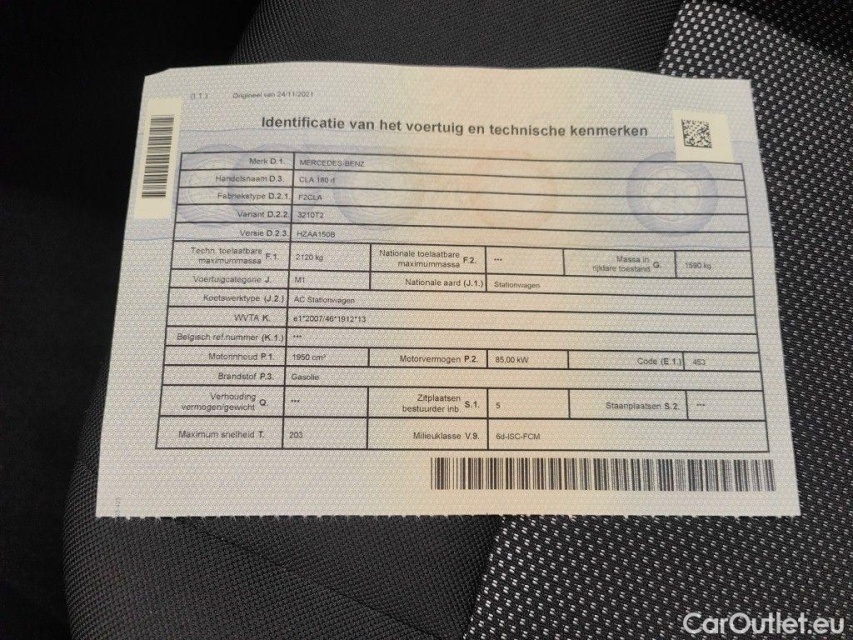 (I.1.) Origineel van 24/11/2021
Identificatie van het voertuig en technische kenmerken
Merk D.1. MERCEDES-BENZ
Handelsnaam D.3. CLA 180 d
Fabriekstype D.2.1. F2CLA
Variant D.2.2. 3210T2
Versie D.2.3. HZAA150B
Techn. toelaatbare maximummassa F.1. 2120 kg Nationale toelaatbare maximummassa F.2. *** Massa in rijklare toestand G. 1590 kg
Voertuigcategorie J. M1 Nationale aard (J.1.) Stationwagen
Koetswerktype (J.2.) AC Stationwagen
WVTA K. e1*2007/46*1912*13
Belgisch ref.nummer (K.1.) ***
Motorinhoud P.1. 1950 cm³ Motorvermogen P.2. 85,00 kW Code (E.1.) 453
Brandstof P.3. Gasolie
Verhouding vermogen/gewicht Q. *** Zitplaatsen bestuurder inb. S.1. 5 Staanplaatsen S.2. ***
Maximum snelheid T. 203 Milieuklasse V.9. 6d-ISC-FCM
CarOutlet.eu